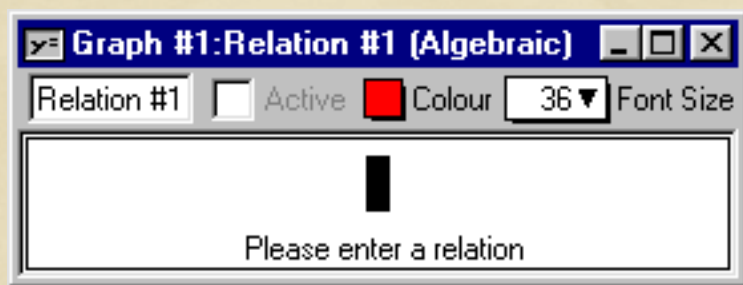 y= Graph #1:Relation #1 (Algebraic)
Relation #1 Active Colour 36 Font Size
Please enter a relation